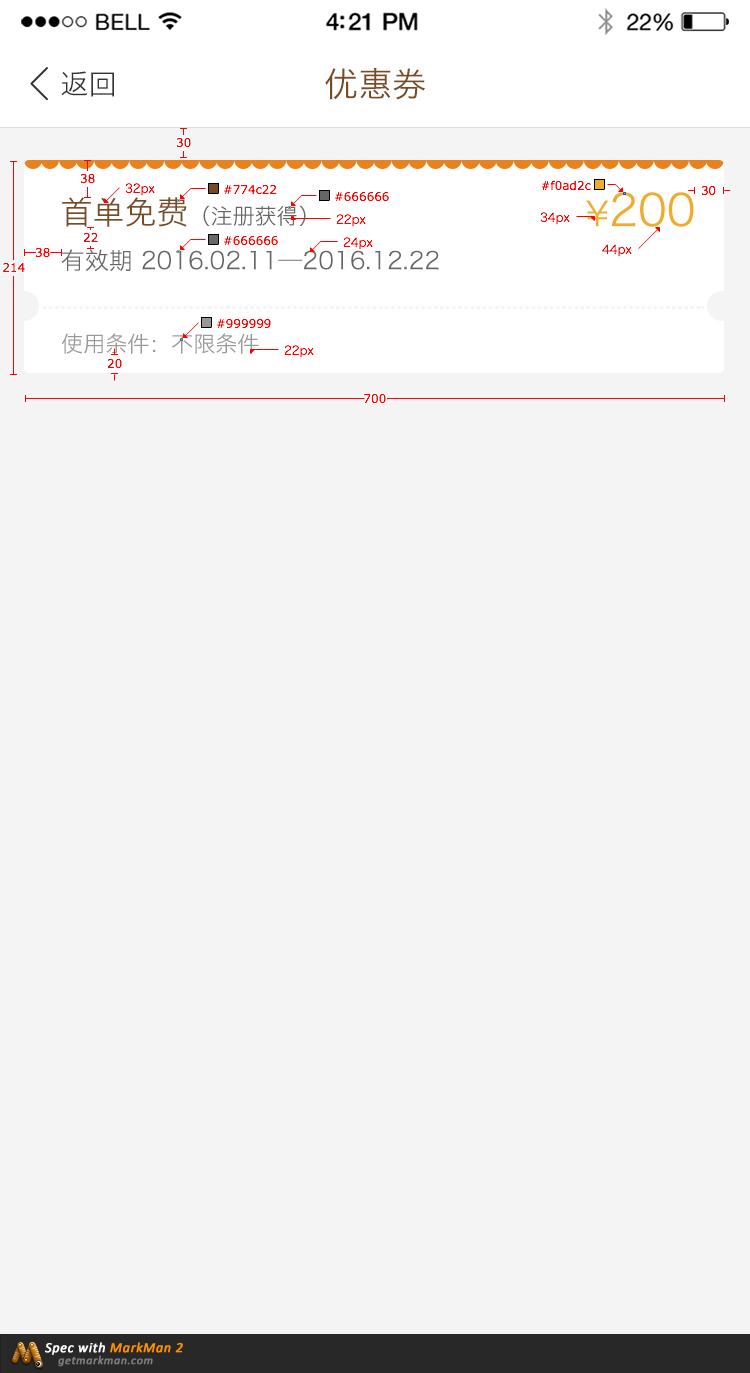 BELL 4:21 PM 22%
返回 优惠券
30
38 32px #774c22 #666666 #f0ad2c 30
首单免费（注册获得） 22px 34px ¥200
22 #666666 24px 44px
38 有效期 2016.02.11—2016.12.22
214
#999999
使用条件：不限条件 22px
20
700
Spec with MarkMan 2
getmarkman.com